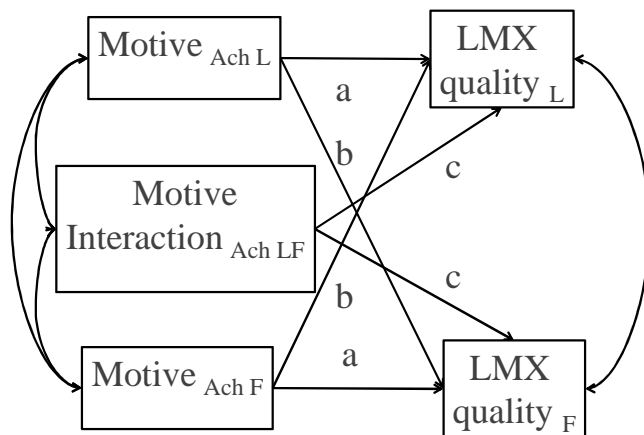 Motive Ach L
LMX
quality L
a
b
c
Motive
Interaction Ach LF
c
b
a
Motive Ach F
LMX
quality F